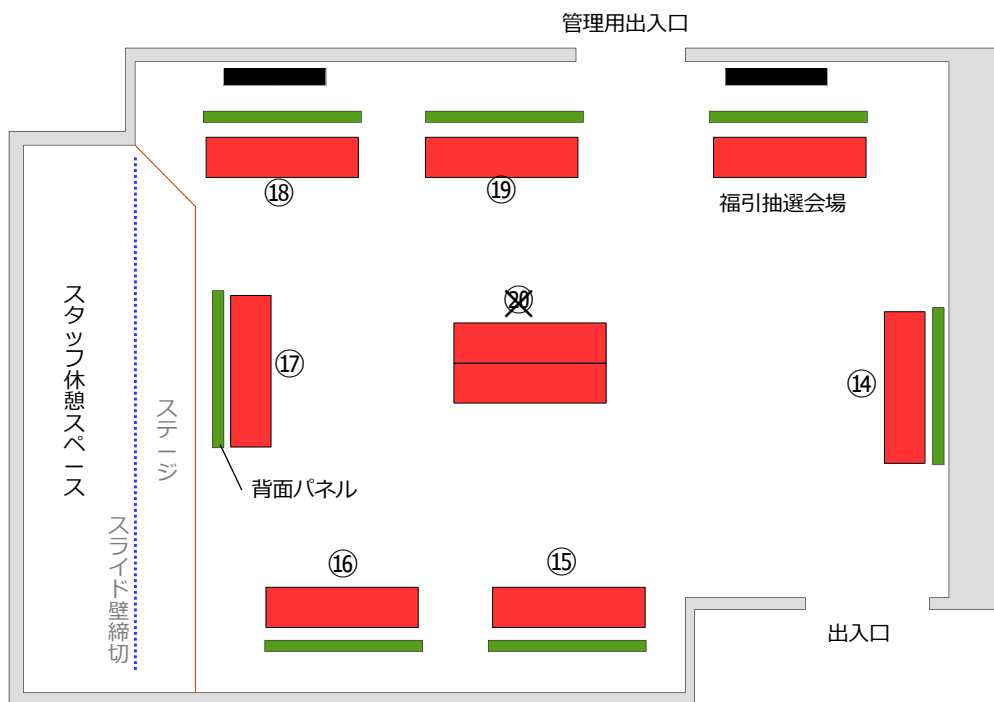 管理用出入口
⑱
⑲
福引抽選会場
⑳
⑰
⑭
スタッフ休憩スペース
ステージ
背面パネル
スライド壁締切
⑯
⑮
出入口